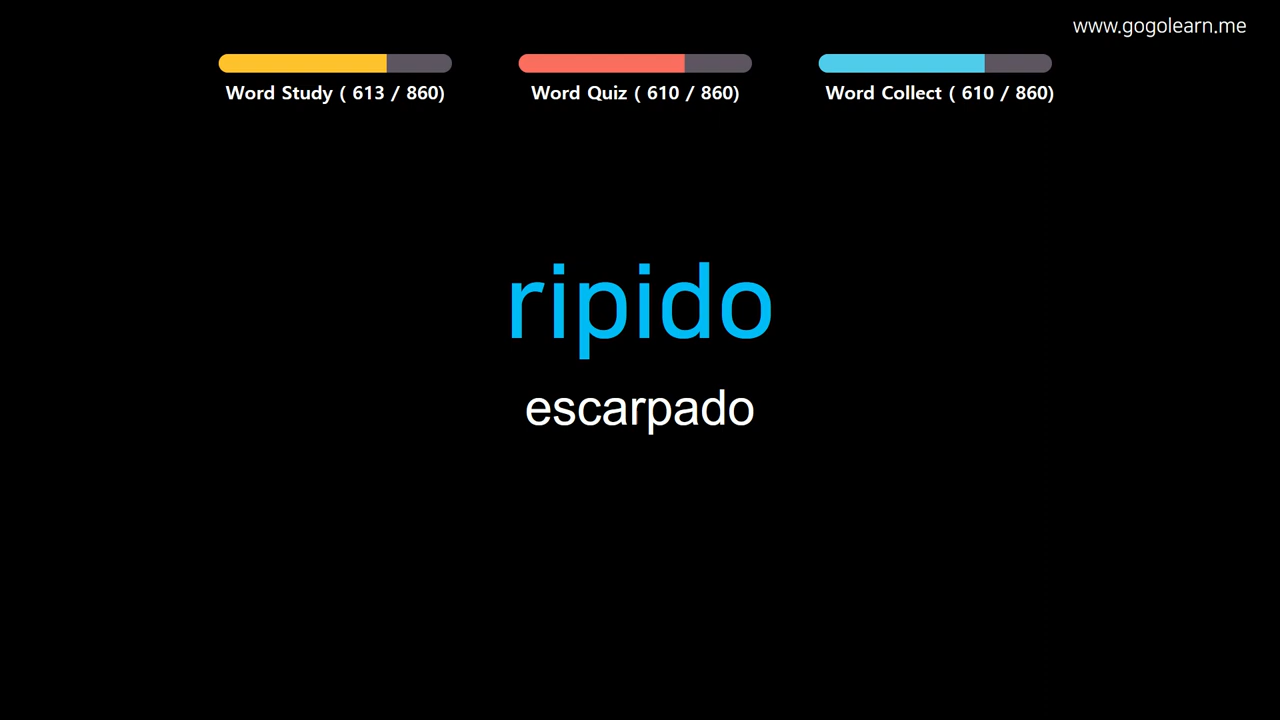 www.gogolearn.me
Word Study ( 613 / 860)
Word Quiz ( 610 / 860)
Word Collect ( 610 / 860)
ripido
escarpado